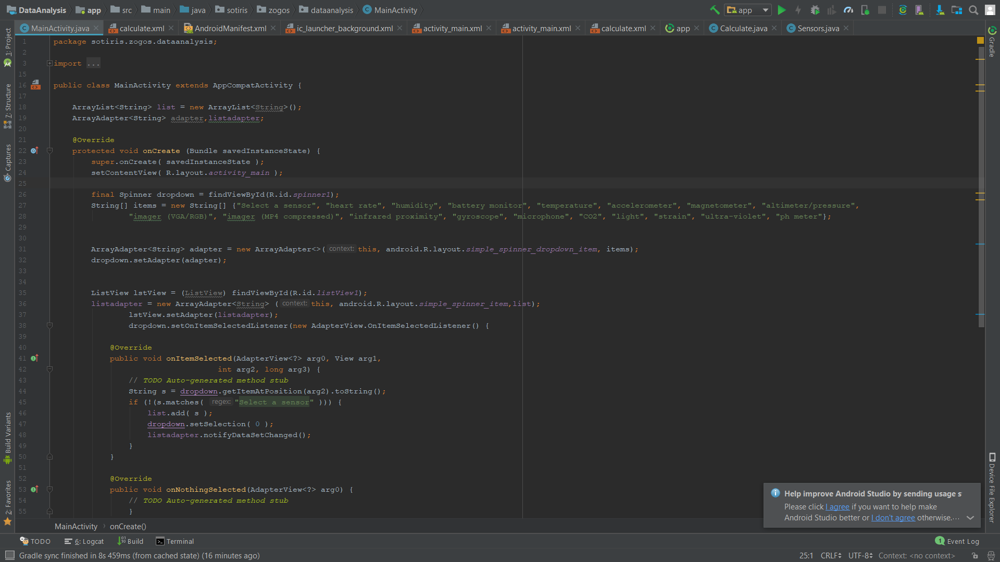 DataAnalysis app src main java sotiris zogos dataanalysis MainActivity app
MainActivity.java calculate.xml AndroidManifest.xml ic_launcher_background.xml activity_main.xml activity_main.xml calculate.xml app Calculate.java Sensors.java
1: Project
Z: Structure
Captures
Build Variants
2: Favorites
Gradle
Device File Explorer
1 package sotiris.zogos.dataanalysis;
2
3 import ...
15
16 public class MainActivity extends AppCompatActivity {
17
18 ArrayList<String> list = new ArrayList<String>();
19 ArrayAdapter<String> adapter,listadapter;
20
21 @Override
22 protected void onCreate (Bundle savedInstanceState) {
23 super.onCreate( savedInstanceState );
24 setContentView( R.layout.activity_main );
25
26 final Spinner dropdown = findViewById(R.id.spinner1);
27 String[] items = new String[] {"Select a sensor", "heart rate", "humidity", "battery monitor", "temperature", "accelerometer", "magnetometer", "altimeter/pressure",
28 "imager (VGA/RGB)", "imager (MP4 compressed)", "infrared proximity", "gyroscope", "microphone", "CO2", "light", "strain", "ultra-violet", "ph meter"};
29
30
31 ArrayAdapter<String> adapter = new ArrayAdapter<>( context: this, android.R.layout.simple_spinner_dropdown_item, items);
32 dropdown.setAdapter(adapter);
33
34
35 ListView lstView = (ListView) findViewById(R.id.listView1);
36 listadapter = new ArrayAdapter<String> ( context: this, android.R.layout.simple_spinner_item,list);
37 lstView.setAdapter(listadapter);
38 dropdown.setOnItemSelectedListener(new AdapterView.OnItemSelectedListener() {
39
40 @Override
41 public void onItemSelected(AdapterView<?> arg0, View arg1,
42 int arg2, long arg3) {
43 // TODO Auto-generated method stub
44 String s = dropdown.getItemAtPosition(arg2).toString();
45 if (!(s.matches( regex: "Select a sensor" ))) {
46 list.add( s );
47 dropdown.setSelection( 0 );
48 listadapter.notifyDataSetChanged();
49 }
50 }
51
52 @Override
53 public void onNothingSelected(AdapterView<?> arg0) {
54 // TODO Auto-generated method stub
55 }
Help improve Android Studio by sending usage s
Please click I agree if you want to help make
Android Studio better or I don't agree otherwise....
MainActivity onCreate()
TODO 6: Logcat Build Terminal 1 Event Log
Gradle sync finished in 8s 459ms (from cached state) (16 minutes ago) 25:1 CRLF UTF-8 Context: <no context>